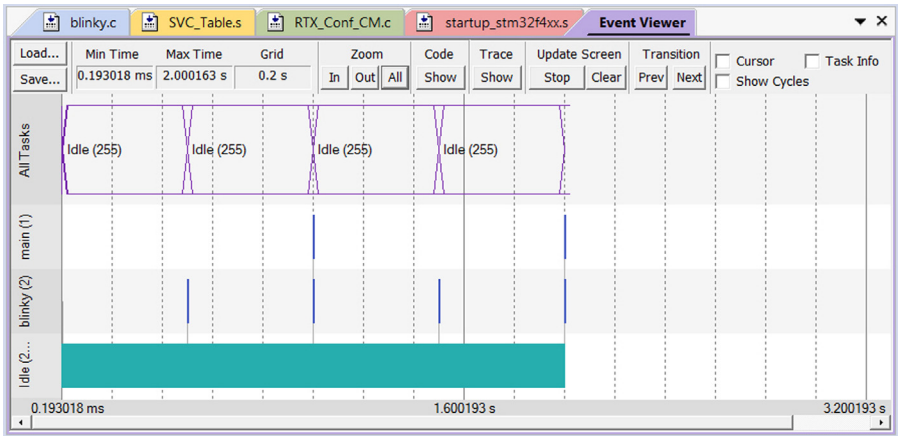 blinky.c SVC_Table.s RTX_Conf_CM.c startup_stm32f4xx.s Event Viewer
Load... Min Time Max Time Grid Zoom Code Trace Update Screen Transition Cursor Task Info
Save... 0.193018 ms 2.000163 s 0.2 s In Out All Show Show Stop Clear Prev Next Show Cycles
All Tasks
Idle (255) Idle (255) Idle (255) Idle (255)
main (1)
blinky (2)
Idle (2...
0.193018 ms 1.600193 s 3.200193 s